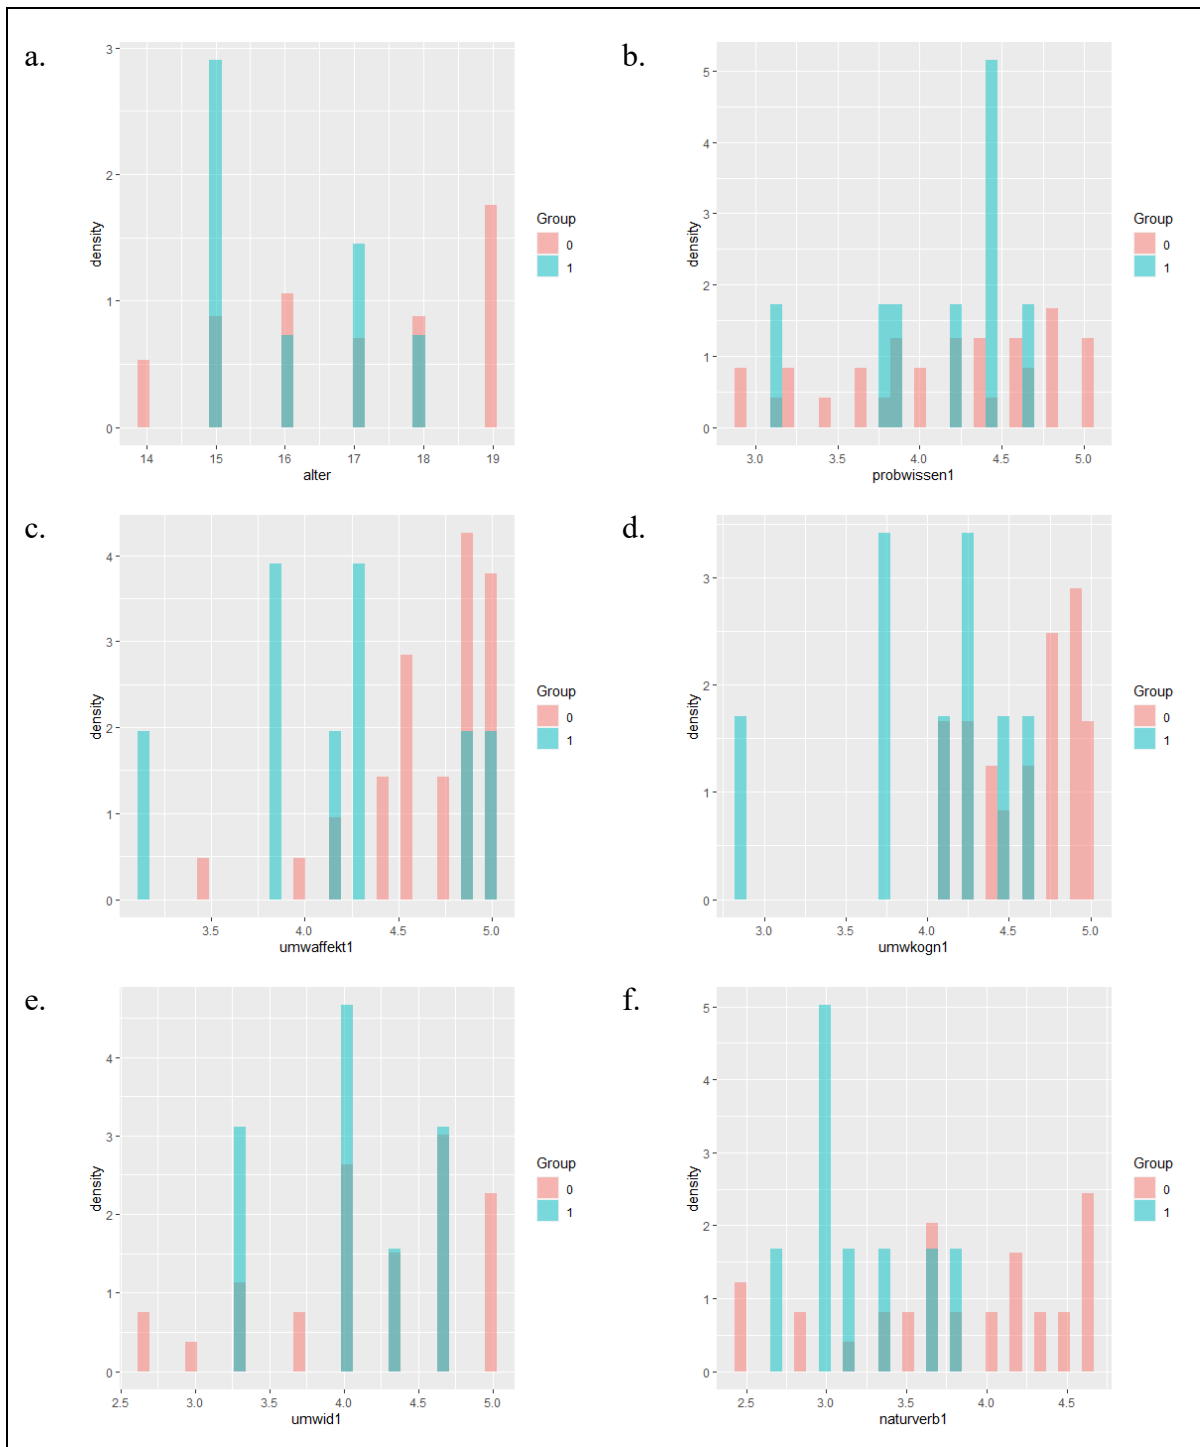 a.
3
2
1
0
density
14 15 16 17 18 19
alter
Group
0
1
b.
5
4
3
2
1
0
density
3.0 3.5 4.0 4.5 5.0
probwissen1
Group
0
1
c.
4
3
2
1
0
density
3.5 4.0 4.5 5.0
umwaffekt1
Group
0
1
d.
3
2
1
0
density
3.0 3.5 4.0 4.5 5.0
umwkogn1
Group
0
1
e.
4
3
2
1
0
density
2.5 3.0 3.5 4.0 4.5 5.0
umwid1
Group
0
1
f.
5
4
3
2
1
0
density
2.5 3.0 3.5 4.0 4.5
naturverb1
Group
0
1